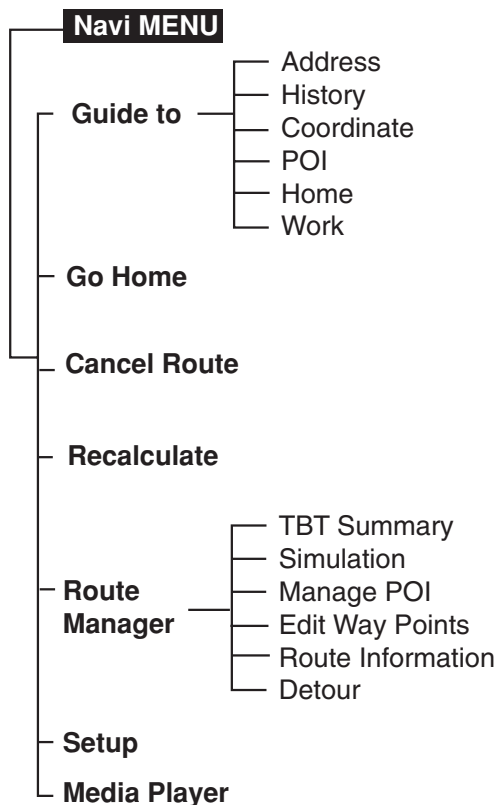 Navi MENU
Guide to
Address
History
Coordinate
POI
Home
Work
Go Home
Cancel Route
Recalculate
Route
Manager
TBT Summary
Simulation
Manage POI
Edit Way Points
Route Information
Detour
Setup
Media Player